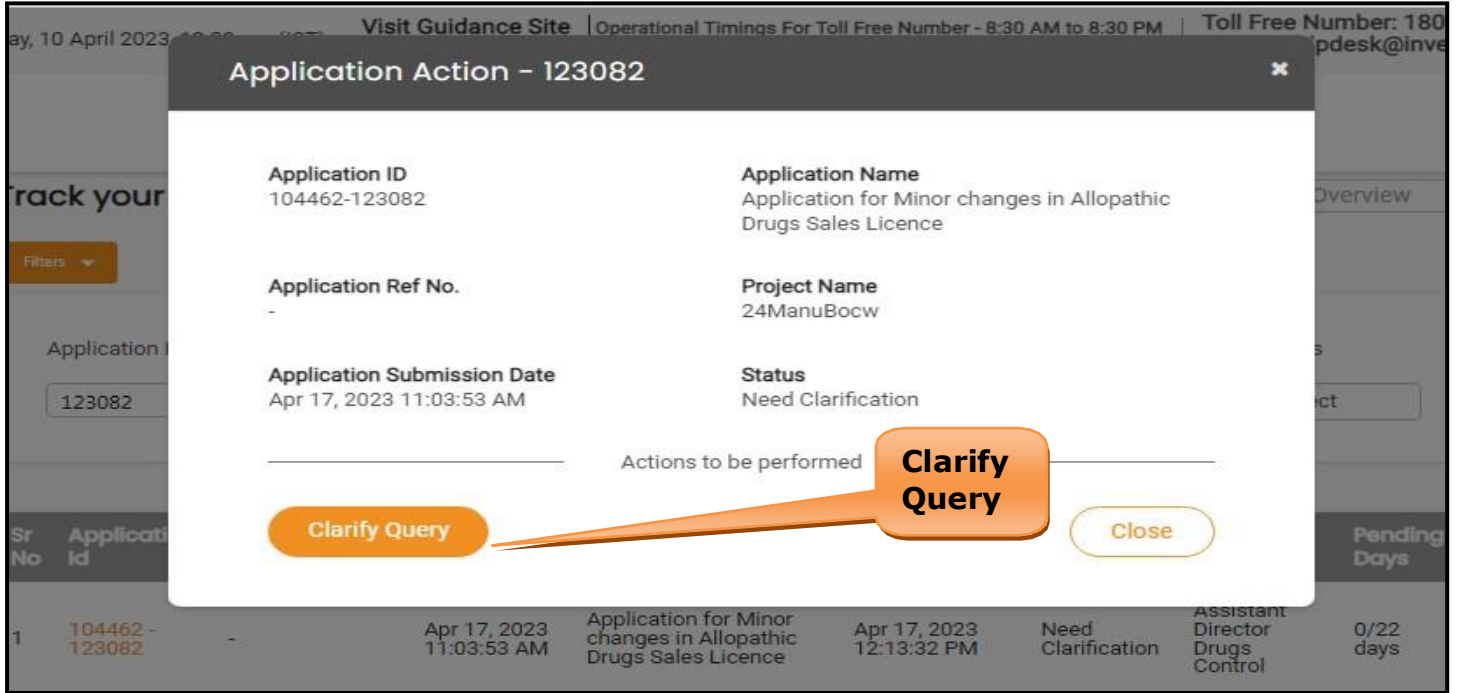 ay, 10 April 2023
Visit Guidance Site
Operational Timings For Toll Free Number - 8:30 AM to 8:30 PM
Toll Free Number: 180
pdesk@inve
Application Action - 123082
Application ID
104462-123082
Application Name
Application for Minor changes in Allopathic
Drugs Sales Licence
rack your
Overview
Filters
Application Ref No.
-
Project Name
24ManuBocw
Application I
s
123082
ect
Application Submission Date
Apr 17, 2023 11:03:53 AM
Status
Need Clarification
Actions to be performed
Clarify
Query
Clarify Query
Close
Sr
No
Applicati
Id
Pending
Days
1
104462 -
123082
-
Apr 17, 2023
11:03:53 AM
Application for Minor
changes in Allopathic
Drugs Sales Licence
Apr 17, 2023
12:13:32 PM
Need
Clarification
Assistant
Director
Drugs
Control
0/22
days